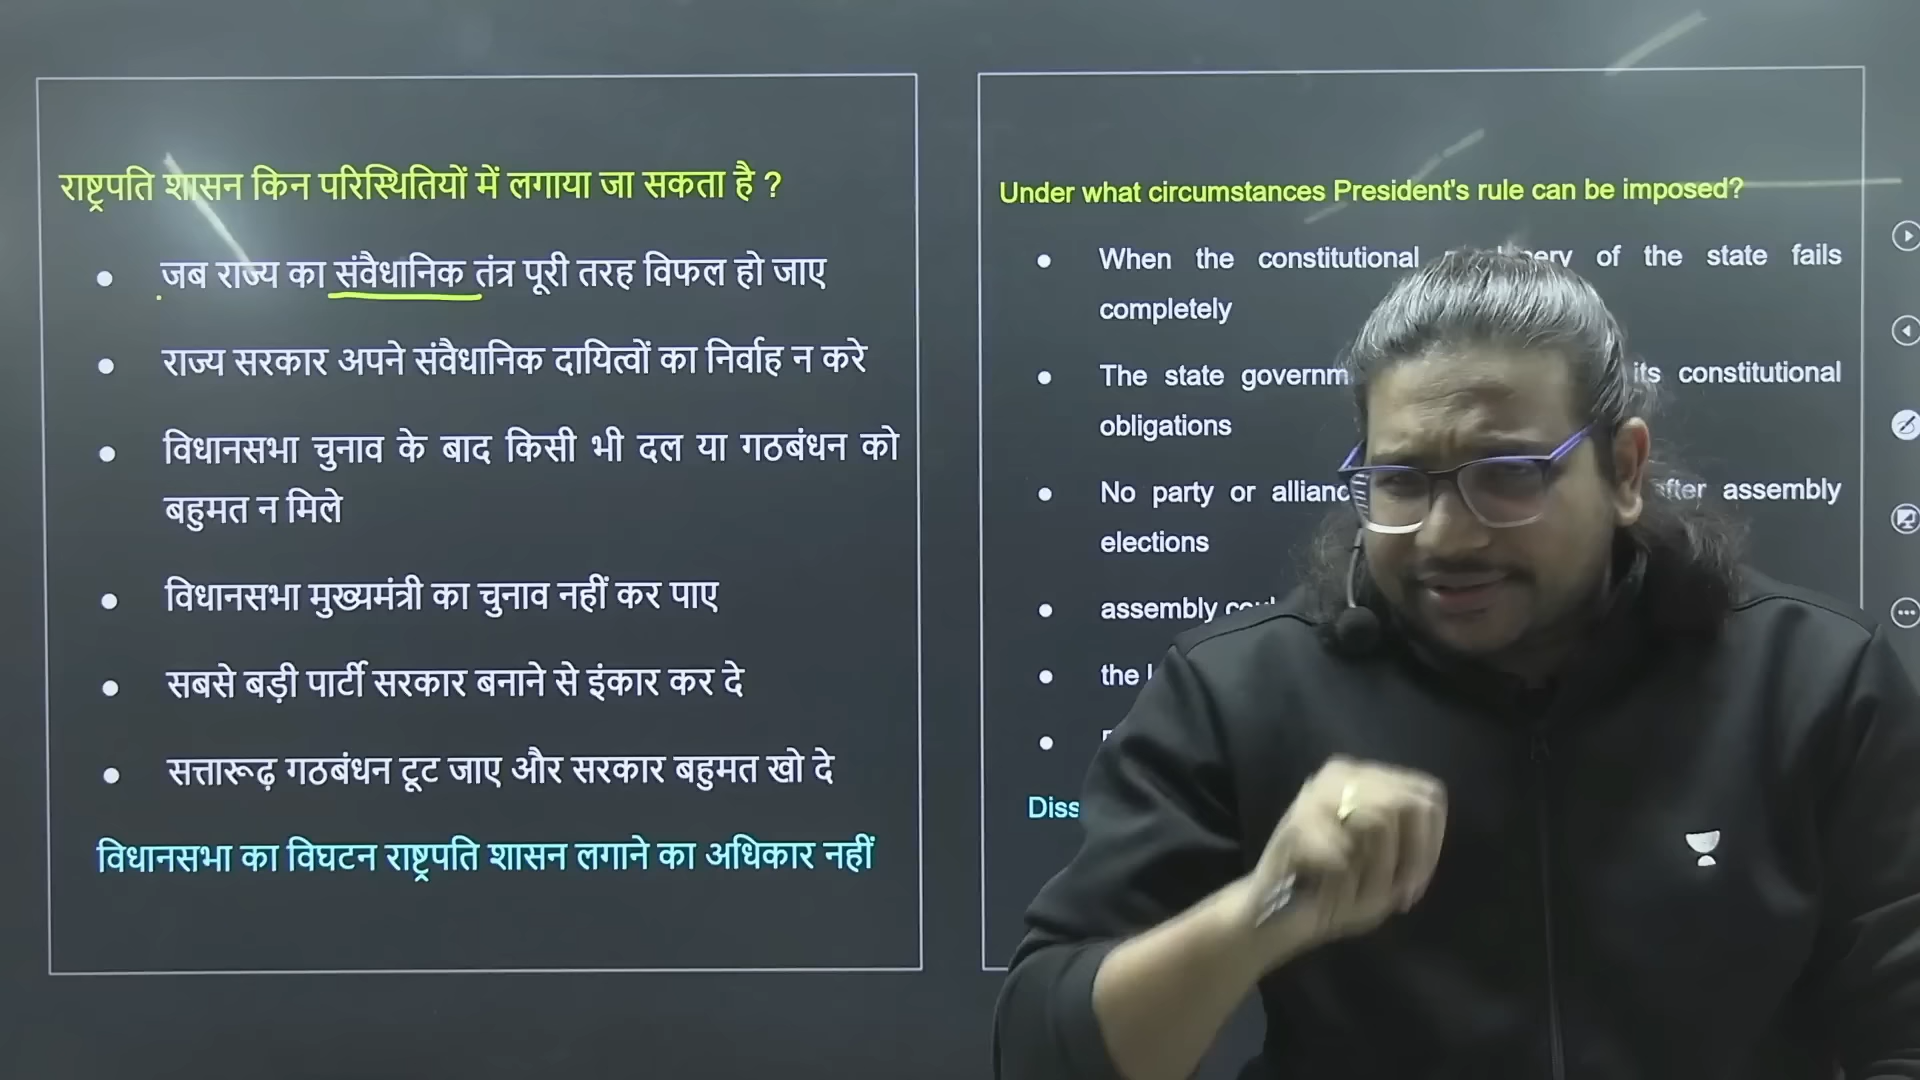 राष्ट्रपति शासन किन परिस्थितियों में लगाया जा सकता है ?
जब राज्य का संवैधानिक तंत्र पूरी तरह विफल हो जाए
राज्य सरकार अपने संवैधानिक दायित्वों का निर्वाह न करे
विधानसभा चुनाव के बाद किसी भी दल या गठबंधन को
बहुमत न मिले
विधानसभा मुख्यमंत्री का चुनाव नहीं कर पाए
सबसे बड़ी पार्टी सरकार बनाने से इंकार कर दे
सत्तारूढ़ गठबंधन टूट जाए और सरकार बहुमत खो दे
विधानसभा का विघटन राष्ट्रपति शासन लगाने का अधिकार नहीं
Under what circumstances President's rule can be imposed?
When the constitutional of the state fails
completely
The state its constitutional
obligations
No party or assembly
elections
assembly
the